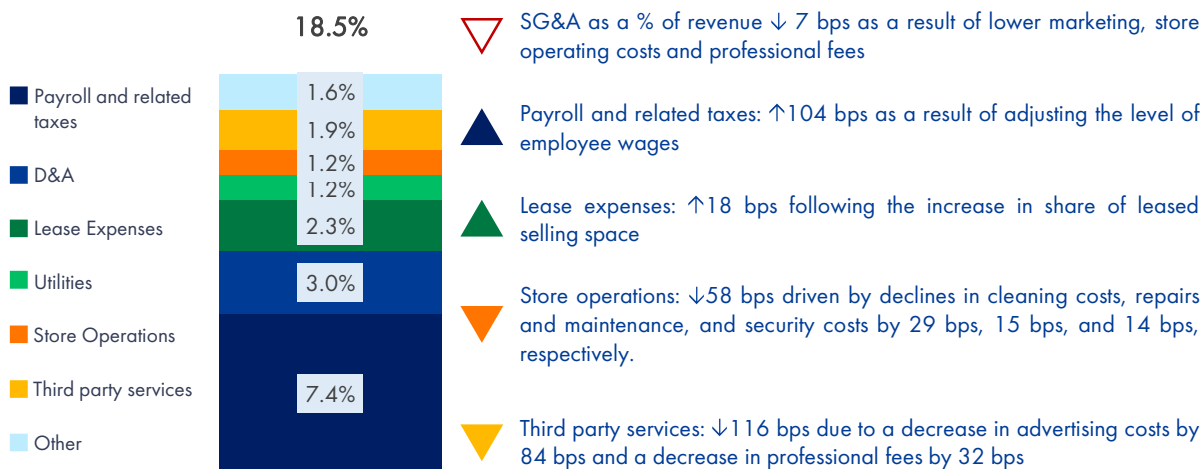 18.5%
Payroll and related
taxes
D&A
Lease Expenses
Utilities
Store Operations
Third party services
Other
1.6%
1.9%
1.2%
1.2%
2.3%
3.0%
7.4%
SG&A as a % of revenue ↓ 7 bps as a result of lower marketing, store
operating costs and professional fees
Payroll and related taxes: ↑104 bps as a result of adjusting the level of
employee wages
Lease expenses: ↑18 bps following the increase in share of leased
selling space
Store operations: ↓58 bps driven by declines in cleaning costs, repairs
and maintenance, and security costs by 29 bps, 15 bps, and 14 bps,
respectively.
Third party services: ↓116 bps due to a decrease in advertising costs by
84 bps and a decrease in professional fees by 32 bps